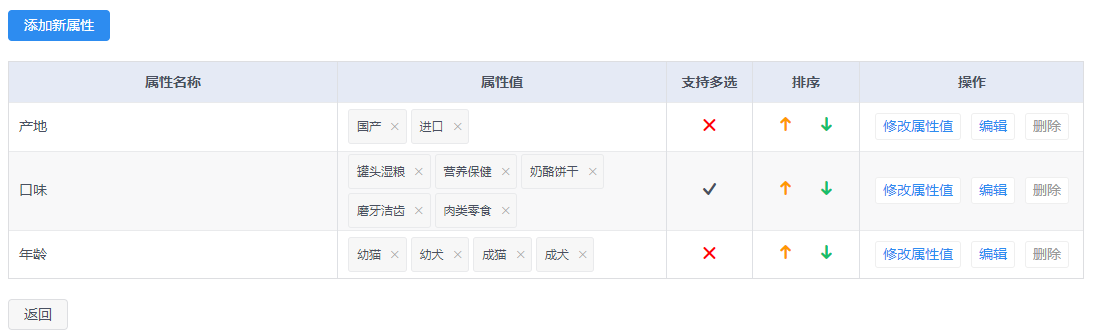 添加新属性
属性名称 属性值 支持多选 排序 操作
产地 国产 进口 修改属性值 编辑 删除
罐头湿粮 营养保健 奶酪饼干
口味 修改属性值 编辑 删除
磨牙洁齿 肉类零食
年龄 幼猫 幼犬 成猫 成犬 修改属性值 编辑 删除
返回